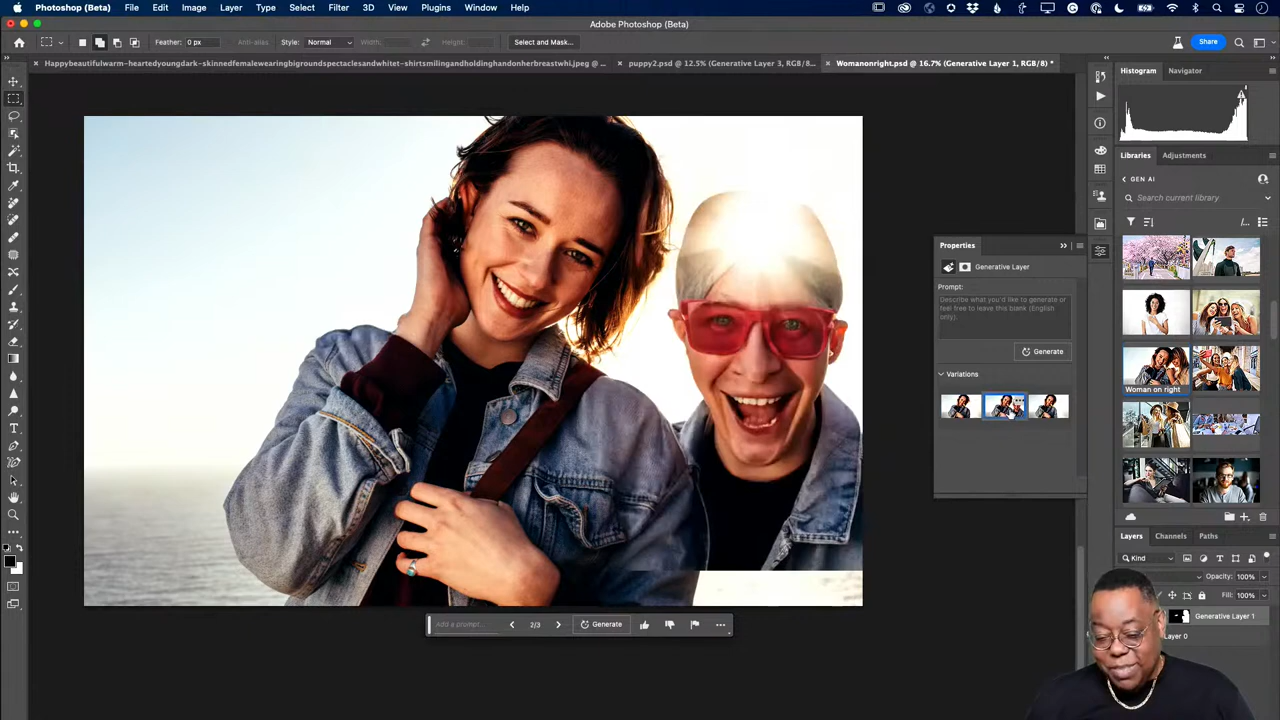 Photoshop (Beta) File Edit Image Layer Type Select Filter 3D View Plugins Window Help
Adobe Photoshop (Beta)
Feather: 0 px Anti-alias Style: Normal Width: Height: Select and Mask... Share
Happybeautifulwarm-heartedyoungdark-skinnedfemalewearingbigroundspectaclesandwhitet-shirtsmilingandholdinghandonherbreastwhi.jpeg @ ... puppy2.psd @ 12.5% (Generative Layer 3, RGB/8... Womanonright.psd @ 16.7% (Generative Layer 1, RGB/8) *
Histogram Navigator
Libraries Adjustments
GEN AI
Search current library
Properties
Generative Layer
Prompt:
Describe what you'd like to generate or
feel free to leave this blank (English
only).
Generate
Variations
Woman on right
Layers Channels Paths
Kind
Opacity: 100%
Fill: 100%
Generative Layer 1
Layer 0
Add a prompt... 2/3 Generate